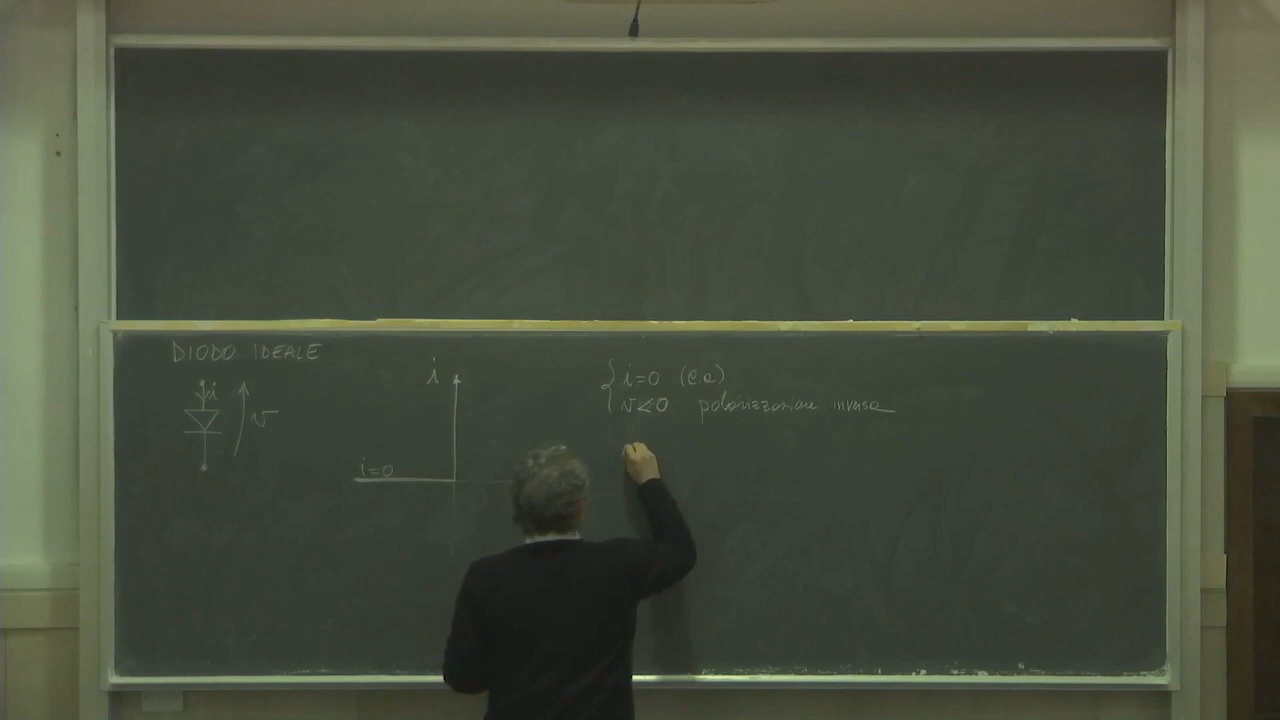 DIODO IDEALE
i
v
i
i=0
i=0 (c.a)
v<0 polarizzazione inversa